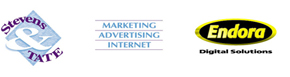 Stevens
&
TATE
MARKETING
ADVERTISING
INTERNET
Endora
Digital Solutions